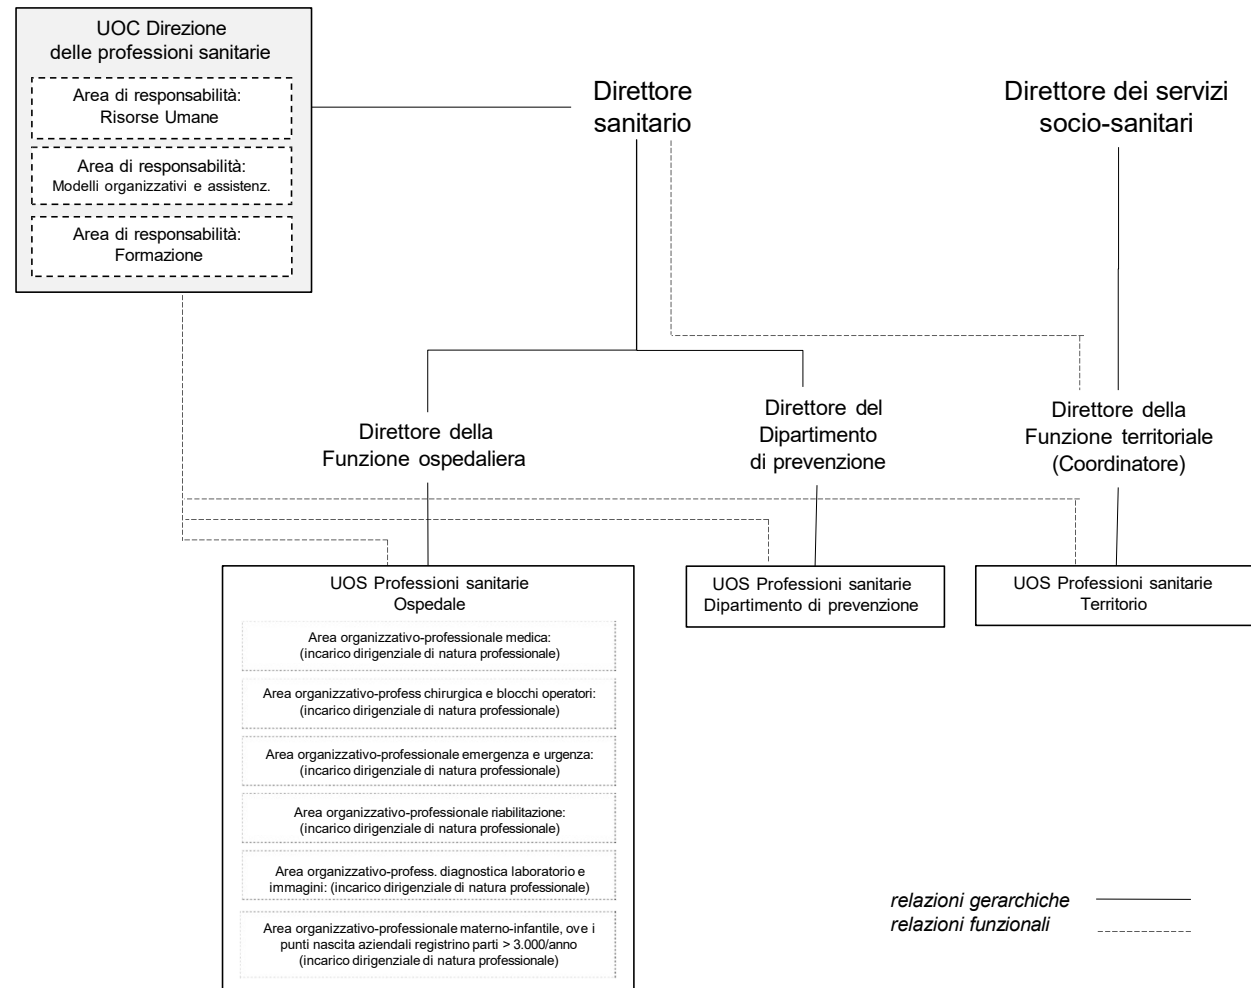 UOC Direzione
delle professioni sanitarie
Area di responsabilità:
Risorse Umane
Area di responsabilità:
Modelli organizzativi e assistenz.
Area di responsabilità:
Formazione
Direttore
sanitario
Direttore dei servizi
socio-sanitari
Direttore della
Funzione ospedaliera
Direttore del
Dipartimento
di prevenzione
Direttore della
Funzione territoriale
(Coordinatore)
UOS Professioni sanitarie
Ospedale
Area organizzativo-professionale medica:
(incarico dirigenziale di natura professionale)
Area organizzativo-profess chirurgica e blocchi operatori:
(incarico dirigenziale di natura professionale)
Area organizzativo-professionale emergenza e urgenza:
(incarico dirigenziale di natura professionale)
Area organizzativo-professionale riabilitazione:
(incarico dirigenziale di natura professionale)
Area organizzativo-profess. diagnostica laboratorio e
immagini: (incarico dirigenziale di natura professionale)
Area organizzativo-professionale materno-infantile, ove i
punti nascita aziendali registrino parti > 3.000/anno
(incarico dirigenziale di natura professionale)
UOS Professioni sanitarie
Dipartimento di prevenzione
UOS Professioni sanitarie
Territorio
relazioni gerarchiche
relazioni funzionali